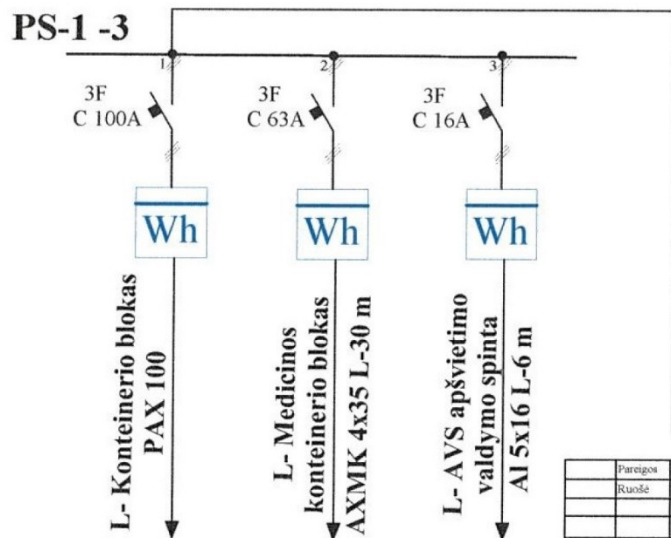 PS-1 -3
1
2
3
3F
C 100A
3F
C 63A
3F
C 16A
Wh
Wh
Wh
L- Konteinerio blokas
PAX 100
L- Medicinos
konteinerio blokas
AXMK 4x35 L-30 m
L- AVS apšvietimo
valdymo spinta
Al 5x16 L-6 m
Pareigos
Ruošė